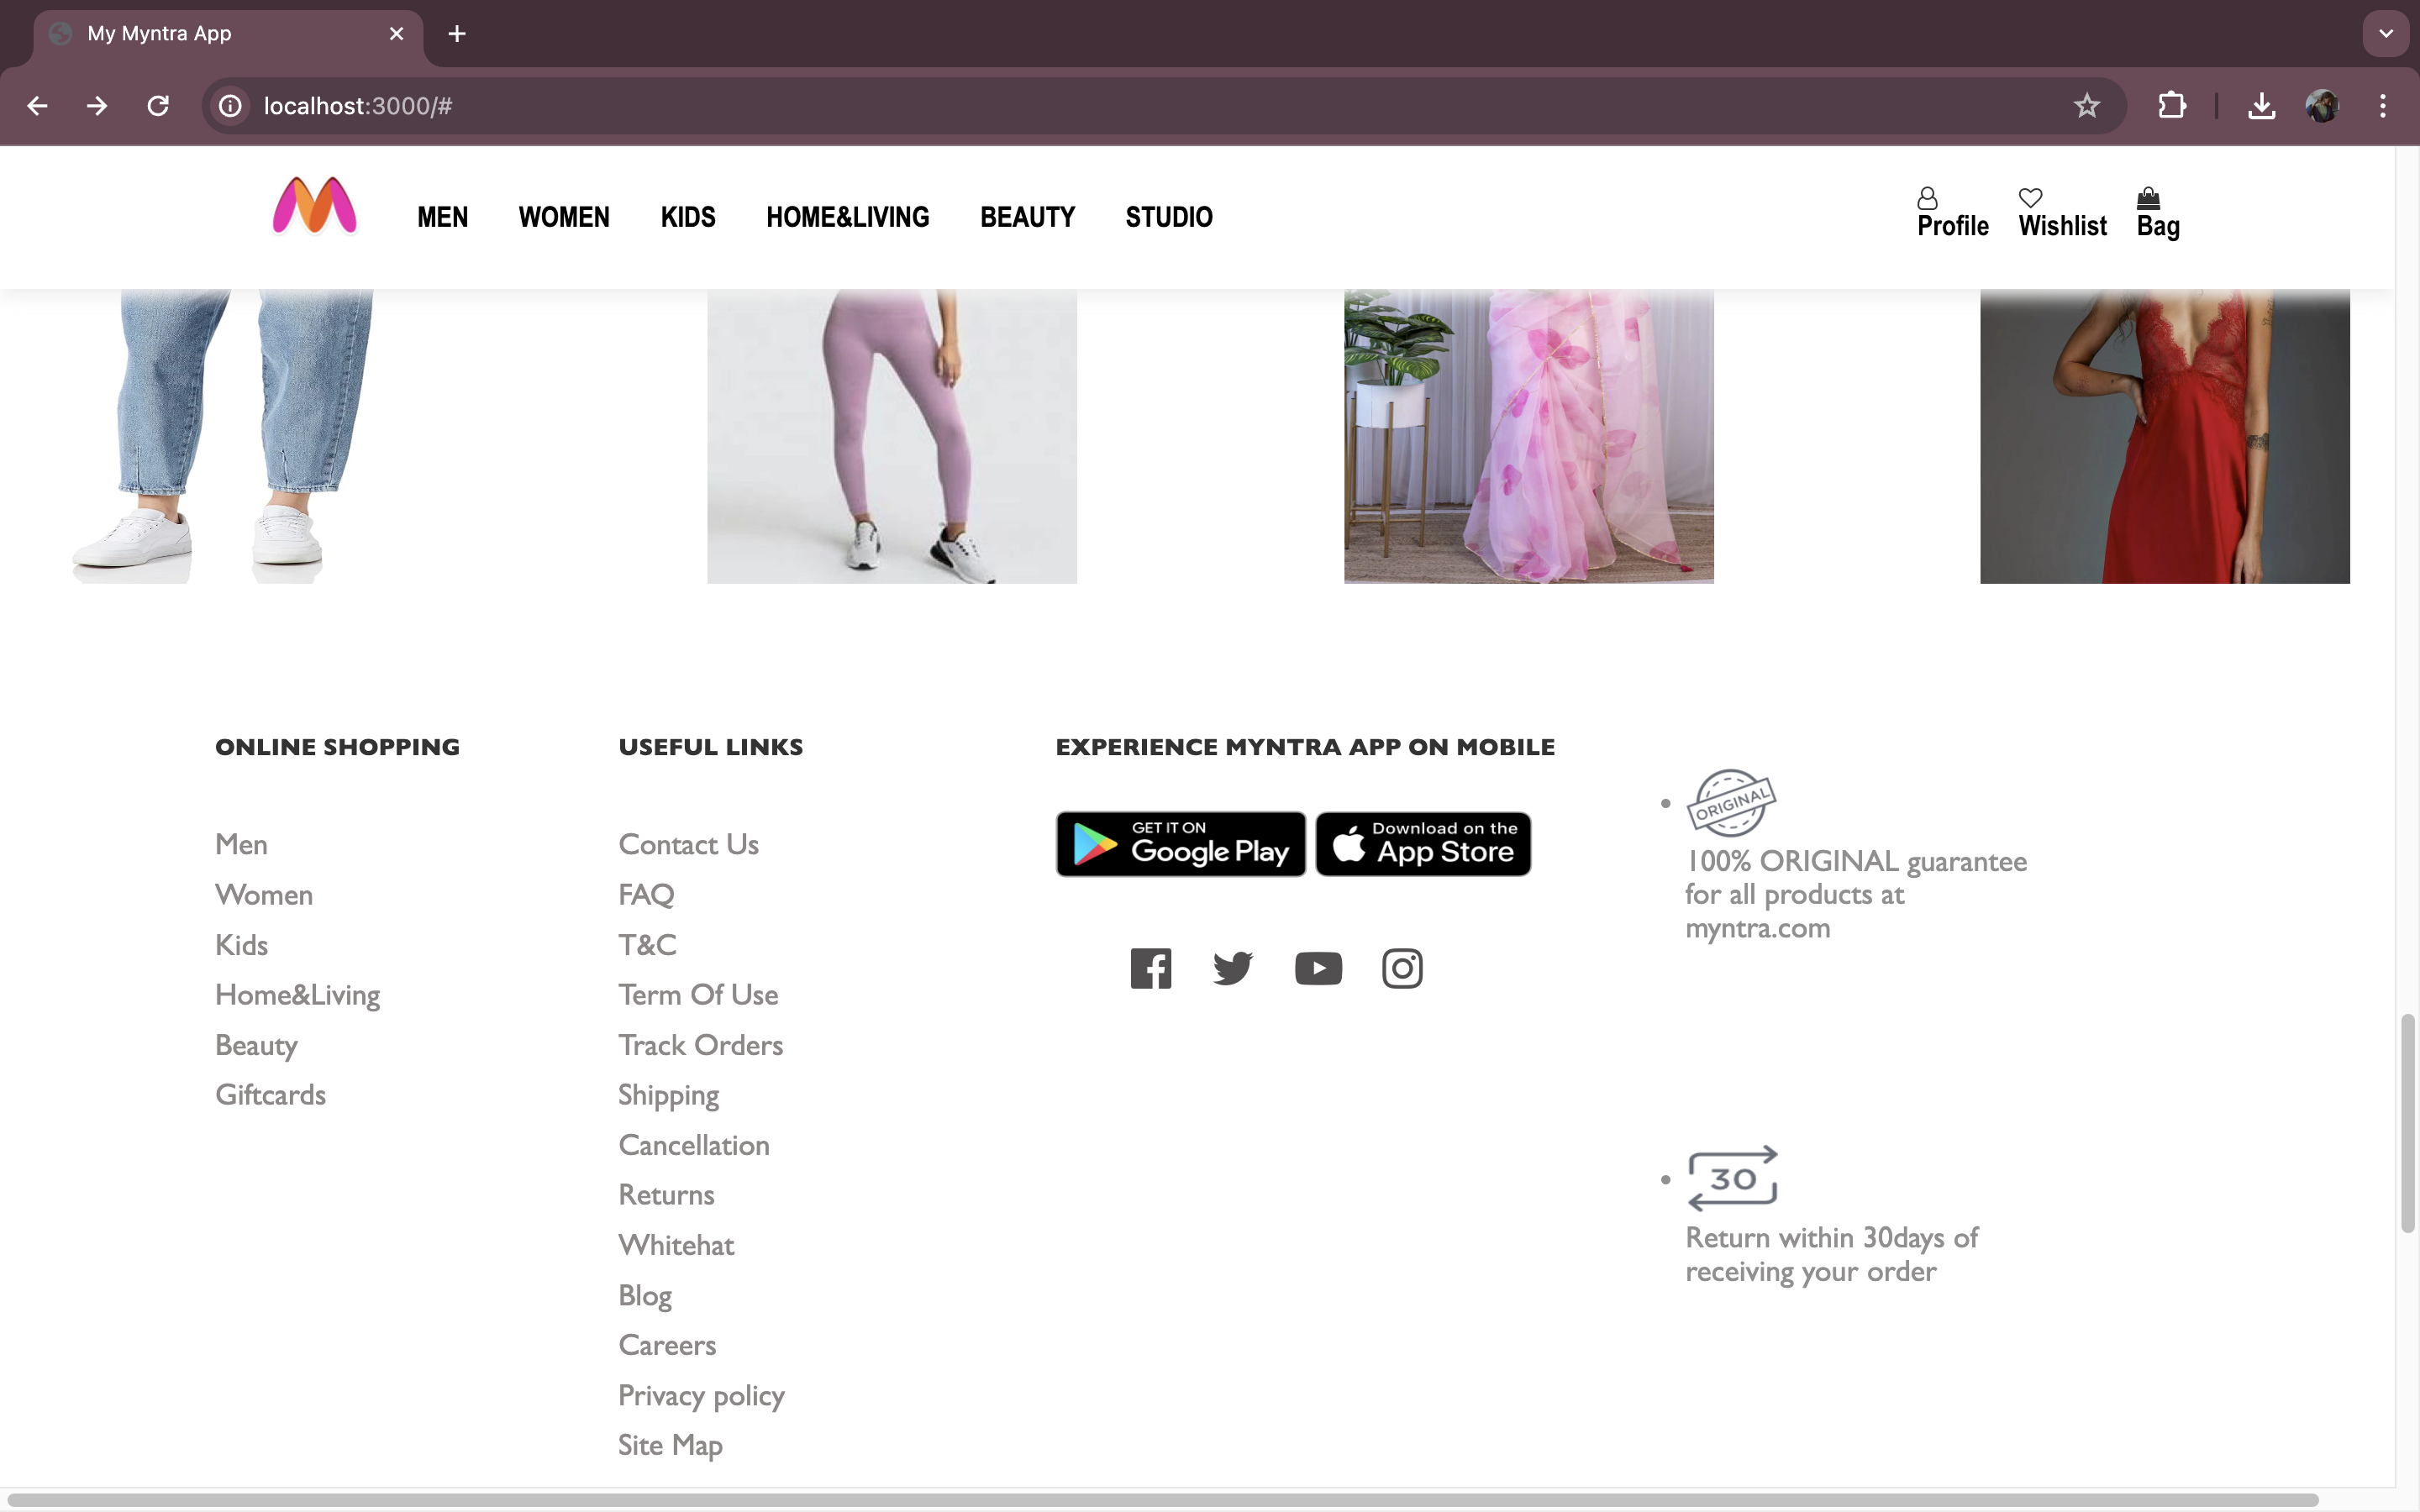 My Myntra App
localhost:3000/#
MEN WOMEN KIDS HOME&LIVING BEAUTY STUDIO
Profile Wishlist Bag
ONLINE SHOPPING
Men
Women
Kids
Home&Living
Beauty
Giftcards
USEFUL LINKS
Contact Us
FAQ
T&C
Term Of Use
Track Orders
Shipping
Cancellation
Returns
Whitehat
Blog
Careers
Privacy policy
Site Map
EXPERIENCE MYNTRA APP ON MOBILE
GET IT ON
Google Play
Download on the
App Store
ORIGINAL
100% ORIGINAL guarantee
for all products at
myntra.com
30
Return within 30days of
receiving your order